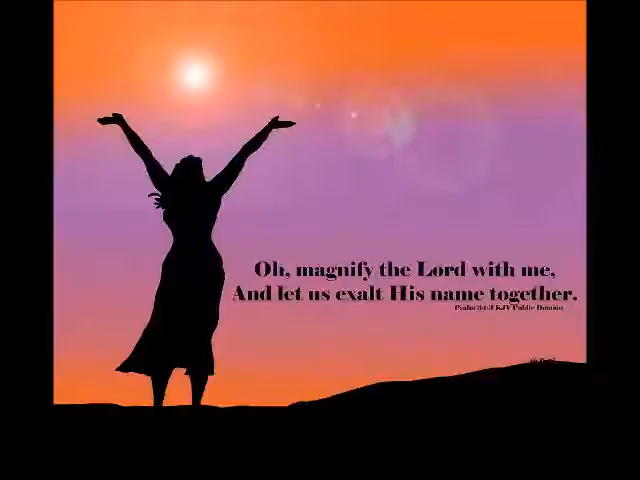 Oh, magnify the Lord with me,
And let us exalt His name together.
Psalm 34:3 KJV Public Domain